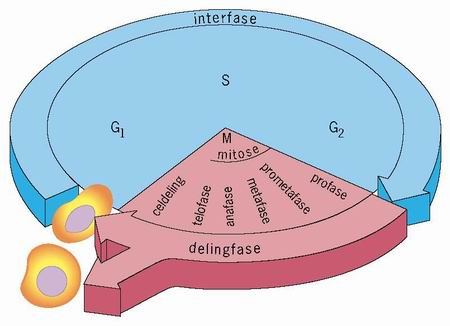 interfase
S
G1
G2
M
mitose
celdeling
telofase
anafase
metafase
prometafase
profase
delingfase